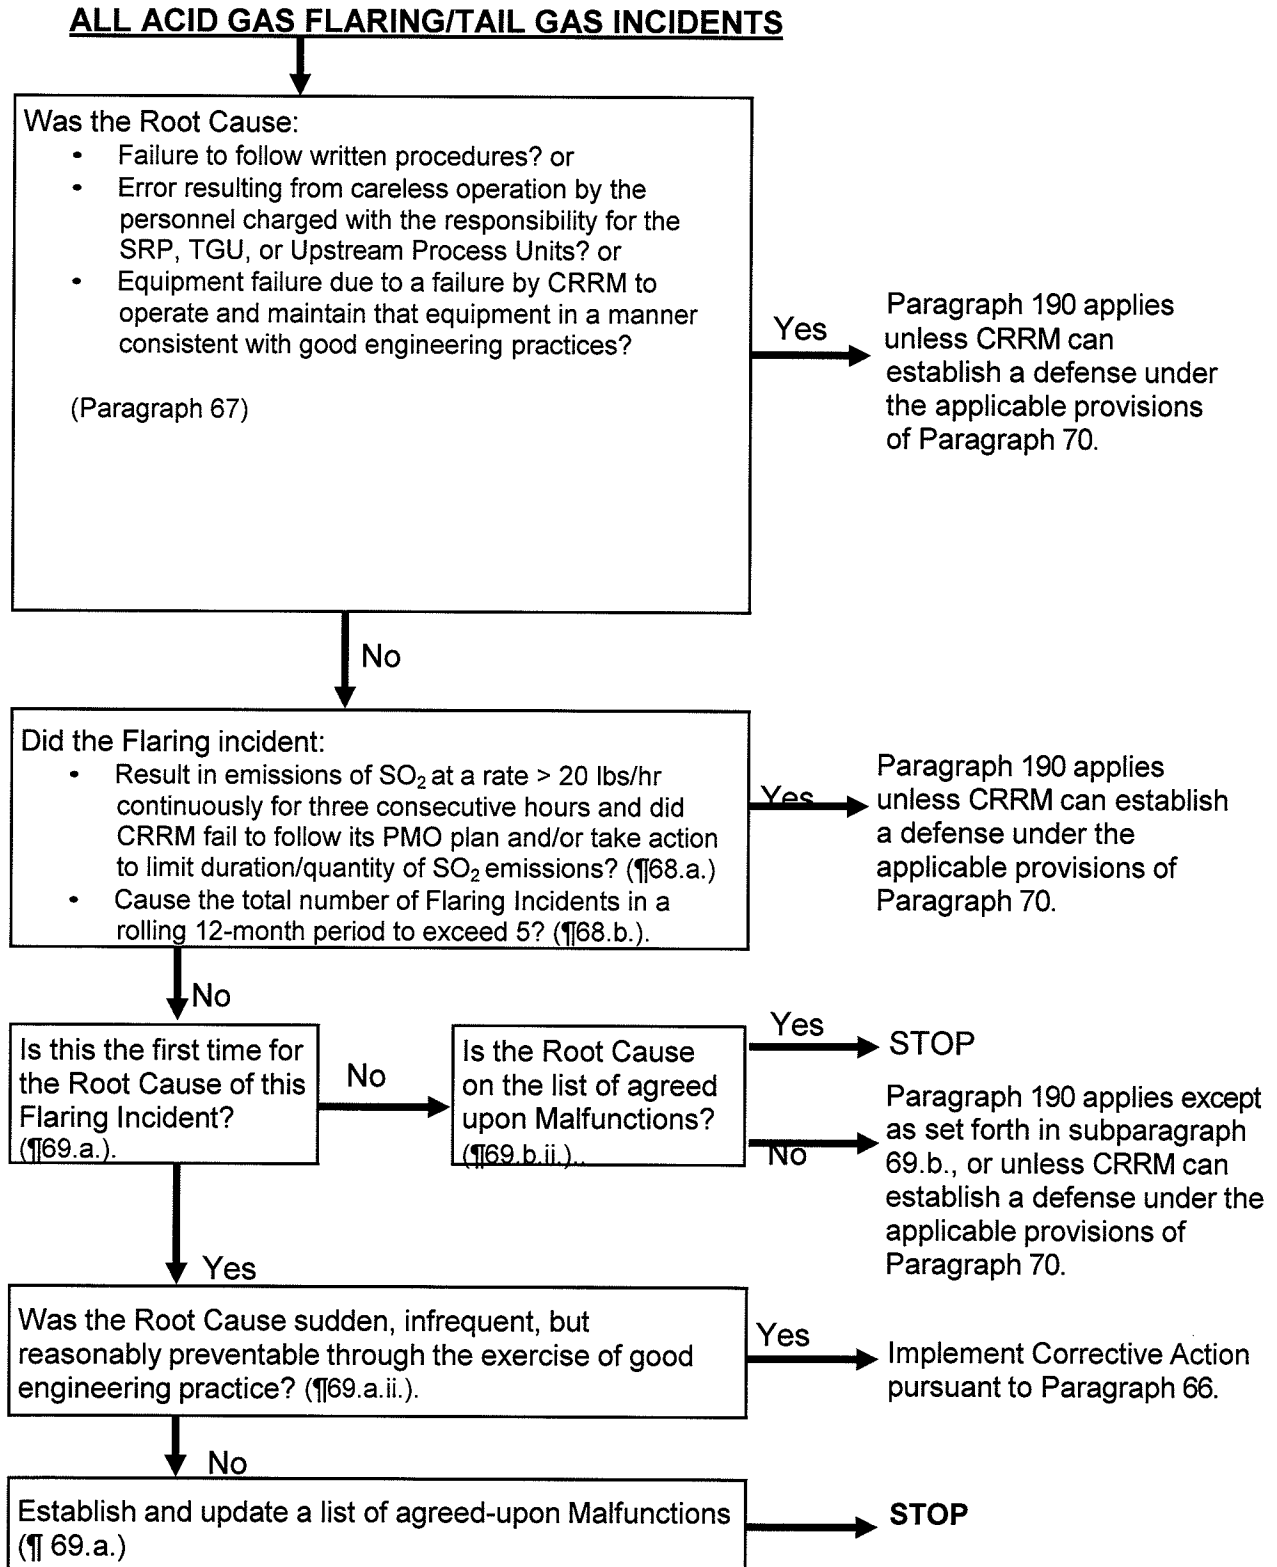 ALL ACID GAS FLARING/TAIL GAS INCIDENTS
Was the Root Cause:
• Failure to follow written procedures? or
• Error resulting from careless operation by the
personnel charged with the responsibility for the
SRP, TGU, or Upstream Process Units? or
• Equipment failure due to a failure by CRRM to
operate and maintain that equipment in a manner
consistent with good engineering practices?
(Paragraph 67)
Yes
Paragraph 190 applies
unless CRRM can
establish a defense under
the applicable provisions
of Paragraph 70.
No
Did the Flaring incident:
• Result in emissions of SO₂ at a rate > 20 lbs/hr
continuously for three consecutive hours and did
CRRM fail to follow its PMO plan and/or take action
to limit duration/quantity of SO₂ emissions? (¶68.a.)
• Cause the total number of Flaring Incidents in a
rolling 12-month period to exceed 5? (¶68.b.).
Yes
Paragraph 190 applies
unless CRRM can establish
a defense under the
applicable provisions of
Paragraph 70.
No
Is this the first time for
the Root Cause of this
Flaring Incident?
(¶69.a.).
No
Is the Root Cause
on the list of agreed
upon Malfunctions?
(¶69.b.ii.)..
Yes
STOP
No
Paragraph 190 applies except
as set forth in subparagraph
69.b., or unless CRRM can
establish a defense under the
applicable provisions of
Paragraph 70.
Yes
Was the Root Cause sudden, infrequent, but
reasonably preventable through the exercise of good
engineering practice? (¶69.a.ii.).
Yes
Implement Corrective Action
pursuant to Paragraph 66.
No
Establish and update a list of agreed-upon Malfunctions
(¶ 69.a.)
STOP